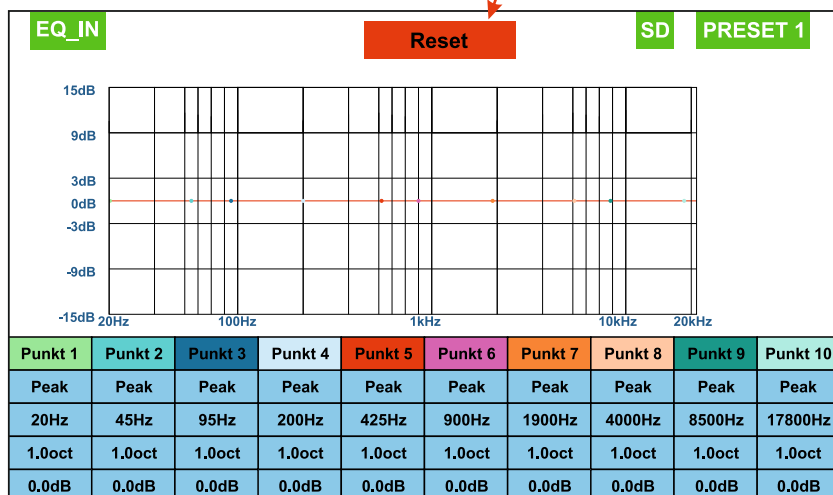 EQ_IN Reset SD PRESET 1
15dB
9dB
3dB
0dB
-3dB
-9dB
-15dB
20Hz 100Hz 1kHz 10kHz 20kHz
Punkt 1 Punkt 2 Punkt 3 Punkt 4 Punkt 5 Punkt 6 Punkt 7 Punkt 8 Punkt 9 Punkt 10
Peak Peak Peak Peak Peak Peak Peak Peak Peak Peak
20Hz 45Hz 95Hz 200Hz 425Hz 900Hz 1900Hz 4000Hz 8500Hz 17800Hz
1.0oct 1.0oct 1.0oct 1.0oct 1.0oct 1.0oct 1.0oct 1.0oct 1.0oct 1.0oct
0.0dB 0.0dB 0.0dB 0.0dB 0.0dB 0.0dB 0.0dB 0.0dB 0.0dB 0.0dB